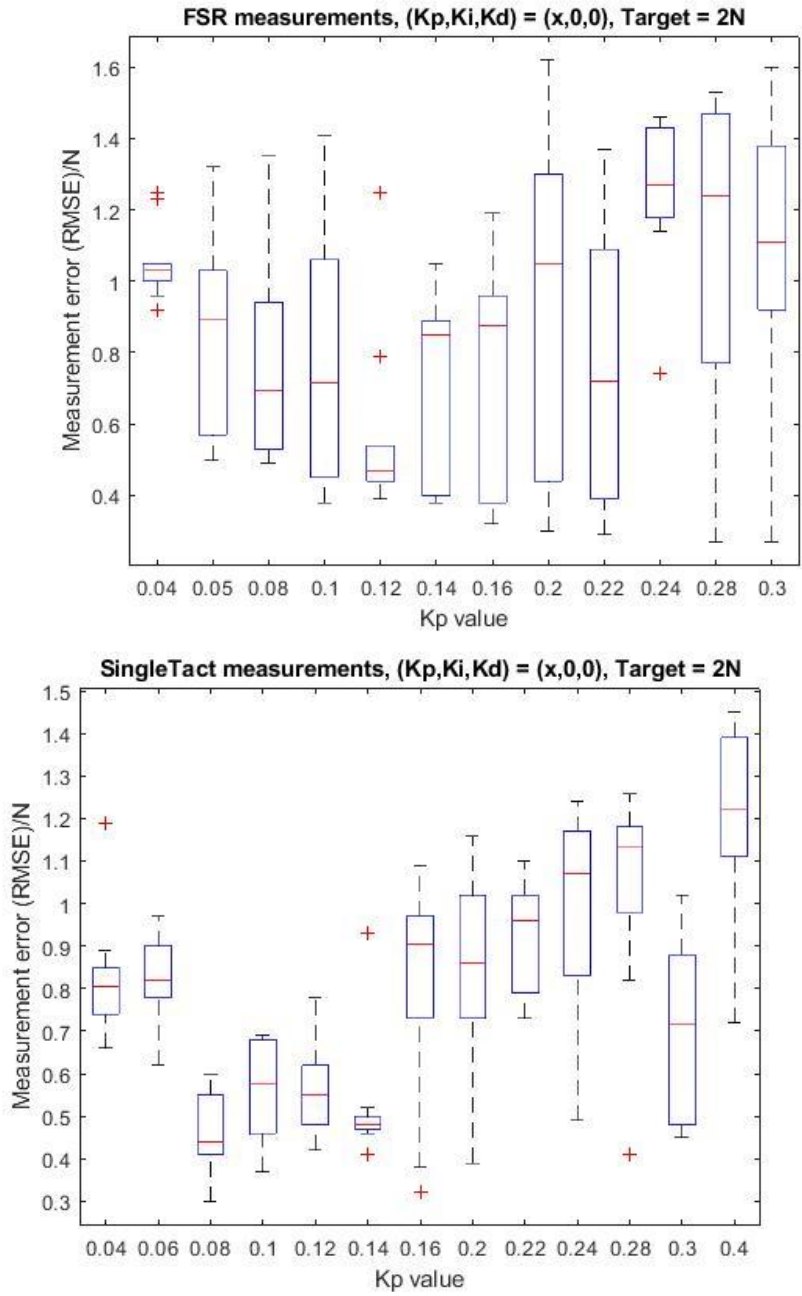 FSR measurements, (Kp,Ki,Kd) = (x,0,0), Target = 2N
Measurement error (RMSE)/N
1.6
1.4
1.2
1
0.8
0.6
0.4
0.04 0.05 0.08 0.1 0.12 0.14 0.16 0.2 0.22 0.24 0.28 0.3
Kp value
SingleTact measurements, (Kp,Ki,Kd) = (x,0,0), Target = 2N
Measurement error (RMSE)/N
1.5
1.4
1.3
1.2
1.1
1
0.9
0.8
0.7
0.6
0.5
0.4
0.3
0.04 0.06 0.08 0.1 0.12 0.14 0.16 0.2 0.22 0.24 0.28 0.3 0.4
Kp value